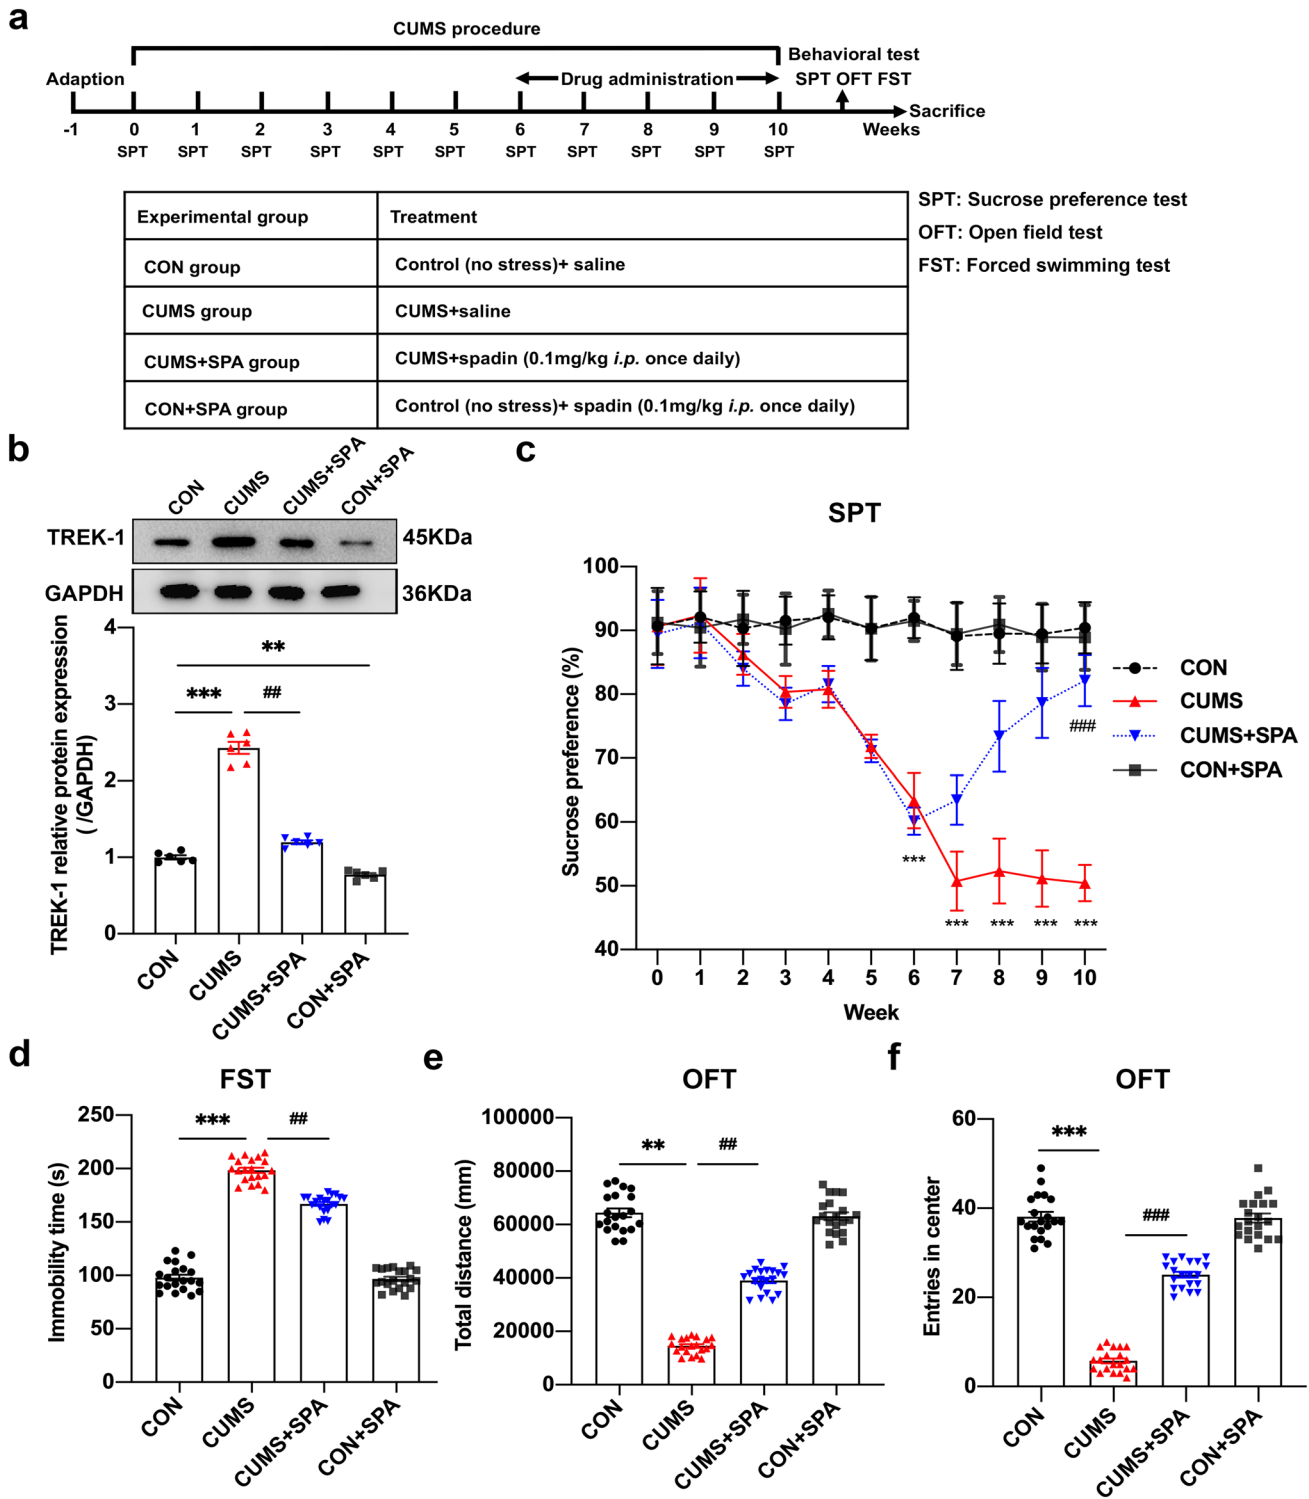 a
CUMS procedure
Behavioral test
Adaption
Drug administration
SPT OFT FST
Sacrifice
-1 0 1 2 3 4 5 6 7 8 9 10 Weeks
SPT SPT SPT SPT SPT SPT SPT SPT SPT SPT SPT
Experimental group Treatment
CON group Control (no stress)+ saline
CUMS group CUMS+saline
CUMS+SPA group CUMS+spadin (0.1mg/kg i.p. once daily)
CON+SPA group Control (no stress)+ spadin (0.1mg/kg i.p. once daily)
SPT: Sucrose preference test
OFT: Open field test
FST: Forced swimming test
b
CON CUMS CUMS+SPA CON+SPA
TREK-1 45KDa
GAPDH 36KDa
TREK-1 relative protein expression
( /GAPDH)
4
3
2
1
0
**
*** ##
CON CUMS CUMS+SPA CON+SPA
c
SPT
Sucrose preference (%)
100
90
80
70
60
50
40
###
***
*** *** *** ***
0 1 2 3 4 5 6 7 8 9 10
Week
CON
CUMS
CUMS+SPA
CON+SPA
d
FST
Immobility time (s)
250
200
150
100
50
0
*** ##
CON CUMS CUMS+SPA CON+SPA
e
OFT
Total distance (mm)
100000
80000
60000
40000
20000
0
** ##
CON CUMS CUMS+SPA CON+SPA
f
OFT
Entries in center
60
40
20
0
***
###
CON CUMS CUMS+SPA CON+SPA